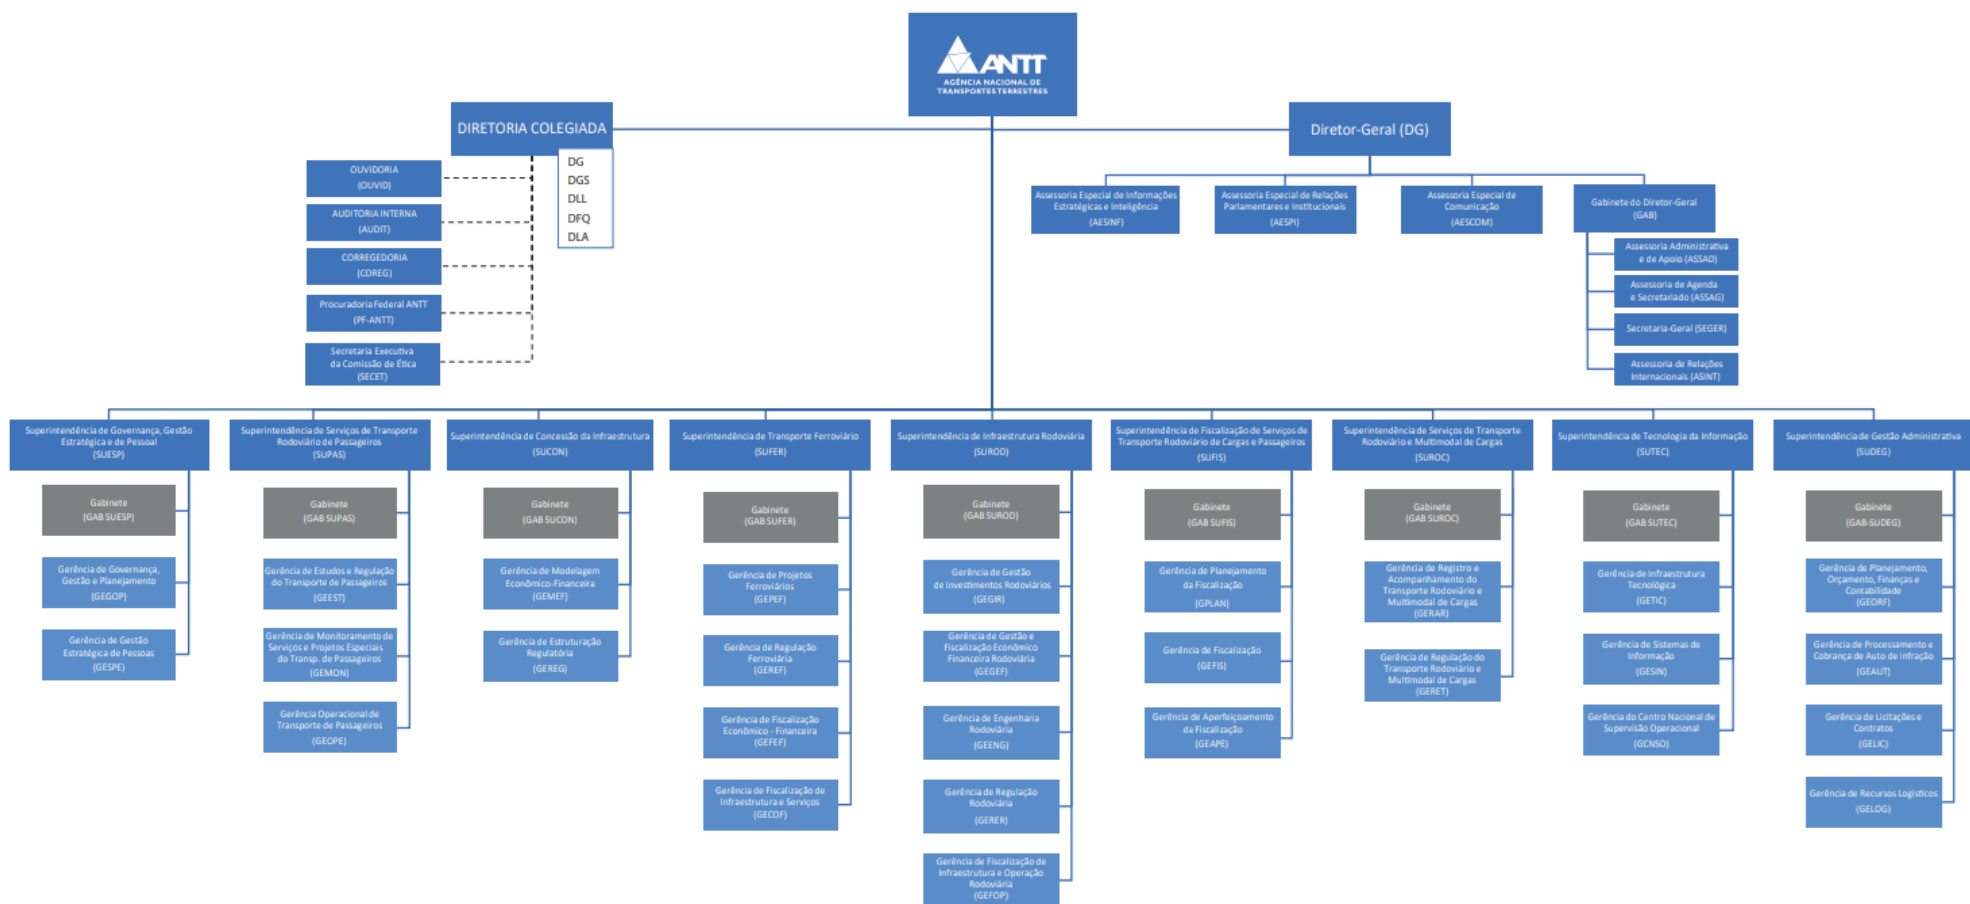 ANTT
AGÊNCIA NACIONAL DE
TRANSPORTES TERRESTRES
DIRETORIA COLEGIADA
DG
DGS
DLL
DFQ
DLA
OUVIDORIA
(OUVID)
AUDITORIA INTERNA
(AUDIT)
CORREGEDORIA
(COREG)
Procuradoria Federal ANTT
(PF-ANTT)
Secretaria Executiva
da Comissão de Ética
(SECET)
Diretor-Geral (DG)
Assessoria Especial de Informações
Estratégicas e Inteligência
(AESINF)
Assessoria Especial de Relações
Parlamentares e Institucionais
(AESPI)
Assessoria Especial de
Comunicação
(AESCOM)
Gabinete do Diretor-Geral
(GAB)
Assessoria Administrativa
e de Apoio (ASSAD)
Assessoria de Agenda
e Secretariado (ASSAG)
Secretaria-Geral (SEGER)
Assessoria de Relações
Internacionais (ASINT)
Superintendência de Governança, Gestão
Estratégica e de Pessoal
(SUESP)
Gabinete
(GAB SUESP)
Gerência de Governança,
Gestão e Planejamento
(GEGOP)
Gerência de Gestão
Estratégica de Pessoas
(GESPE)
Superintendência de Serviços de Transporte
Rodoviário de Passageiros
(SUPAS)
Gabinete
(GAB SUPAS)
Gerência de Estudos e Regulação
do Transporte de Passageiros
(GEEST)
Gerência de Monitoramento de
Serviços e Projetos Especiais
do Transp. de Passageiros
(GEMON)
Gerência Operacional de
Transporte de Passageiros
(GEOPE)
Superintendência de Concessão da Infraestrutura
(SUCON)
Gabinete
(GAB SUCON)
Gerência de Modelagem
Econômico-Financeira
(GEMEF)
Gerência de Estruturação
Regulatória
(GEREG)
Superintendência de Transporte Ferroviário
(SUFER)
Gabinete
(GAB SUFER)
Gerência de Projetos
Ferroviários
(GEPEF)
Gerência de Regulação
Ferroviária
(GEREF)
Gerência de Fiscalização
Econômico - Financeira
(GEFEF)
Gerência de Fiscalização de
Infraestrutura e Serviços
(GECOF)
Superintendência de Infraestrutura Rodoviária
(SUROD)
Gabinete
(GAB SUROD)
Gerência de Gestão
de Investimentos Rodoviários
(GEGIR)
Gerência de Gestão e
Fiscalização Econômico
Financeira Rodoviária
(GEGEF)
Gerência de Engenharia
Rodoviária
(GEENG)
Gerência de Regulação
Rodoviária
(GERER)
Gerência de Fiscalização de
Infraestrutura e Operação
Rodoviária
(GEFOP)
Superintendência de Fiscalização de Serviços de
Transporte Rodoviário de Cargas e Passageiros
(SUFIS)
Gabinete
(GAB SUFIS)
Gerência de Planejamento
da Fiscalização
(GPLAN)
Gerência de Fiscalização
(GEFIS)
Gerência de Aperfeiçoamento
da Fiscalização
(GEAPE)
Superintendência de Serviços de Transporte
Rodoviário e Multimodal de Cargas
(SUROC)
Gabinete
(GAB SUROC)
Gerência de Registro e
Acompanhamento do
Transporte Rodoviário e
Multimodal de Cargas
(GERAR)
Gerência de Regulação do
Transporte Rodoviário e
Multimodal de Cargas
(GERET)
Superintendência de Tecnologia da Informação
(SUTEC)
Gabinete
(GAB SUTEC)
Gerência de Infraestrutura
Tecnológica
(GETIC)
Gerência de Sistemas de
Informação
(GESIN)
Gerência do Centro Nacional de
Supervisão Operacional
(GCNSO)
Superintendência de Gestão Administrativa
(SUDEG)
Gabinete
(GAB-SUDEG)
Gerência de Planejamento,
Orçamento, Finanças e
Contabilidade
(GEORF)
Gerência de Processamento e
Cobrança de Auto de Infração
(GEAUT)
Gerência de Licitações e
Contratos
(GELIC)
Gerência de Recursos Logísticos
(GELOG)